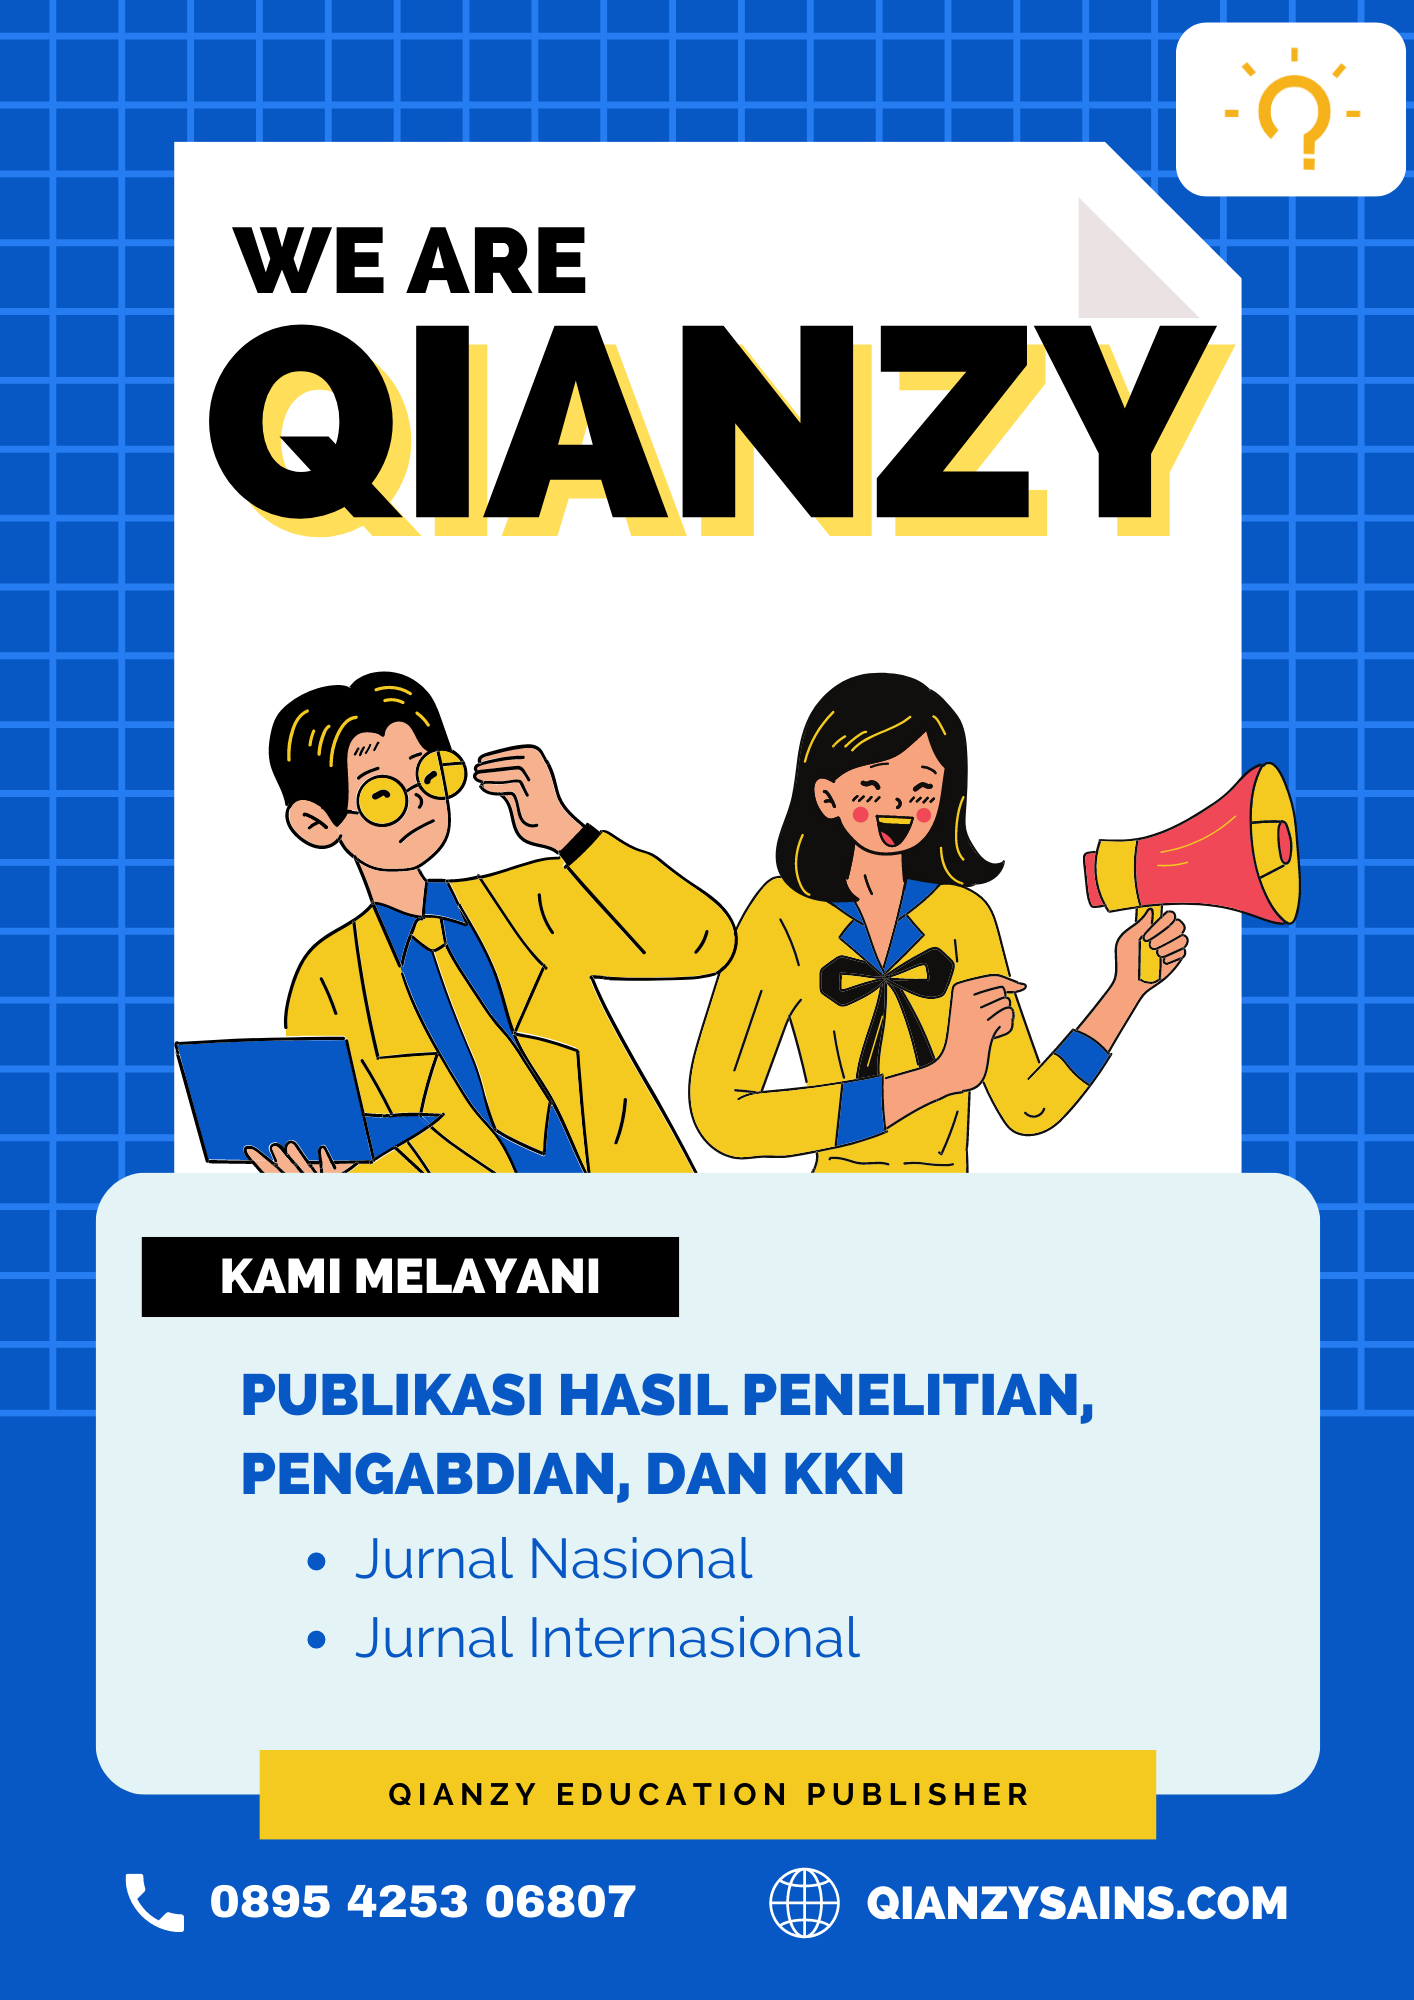 WE ARE
QIANZY
KAMI MELAYANI
PUBLIKASI HASIL PENELITIAN,
PENGABDIAN, DAN KKN
• Jurnal Nasional
• Jurnal Internasional
QIANZY EDUCATION PUBLISHER
0895 4253 06807
QIANZYSAINS.COM